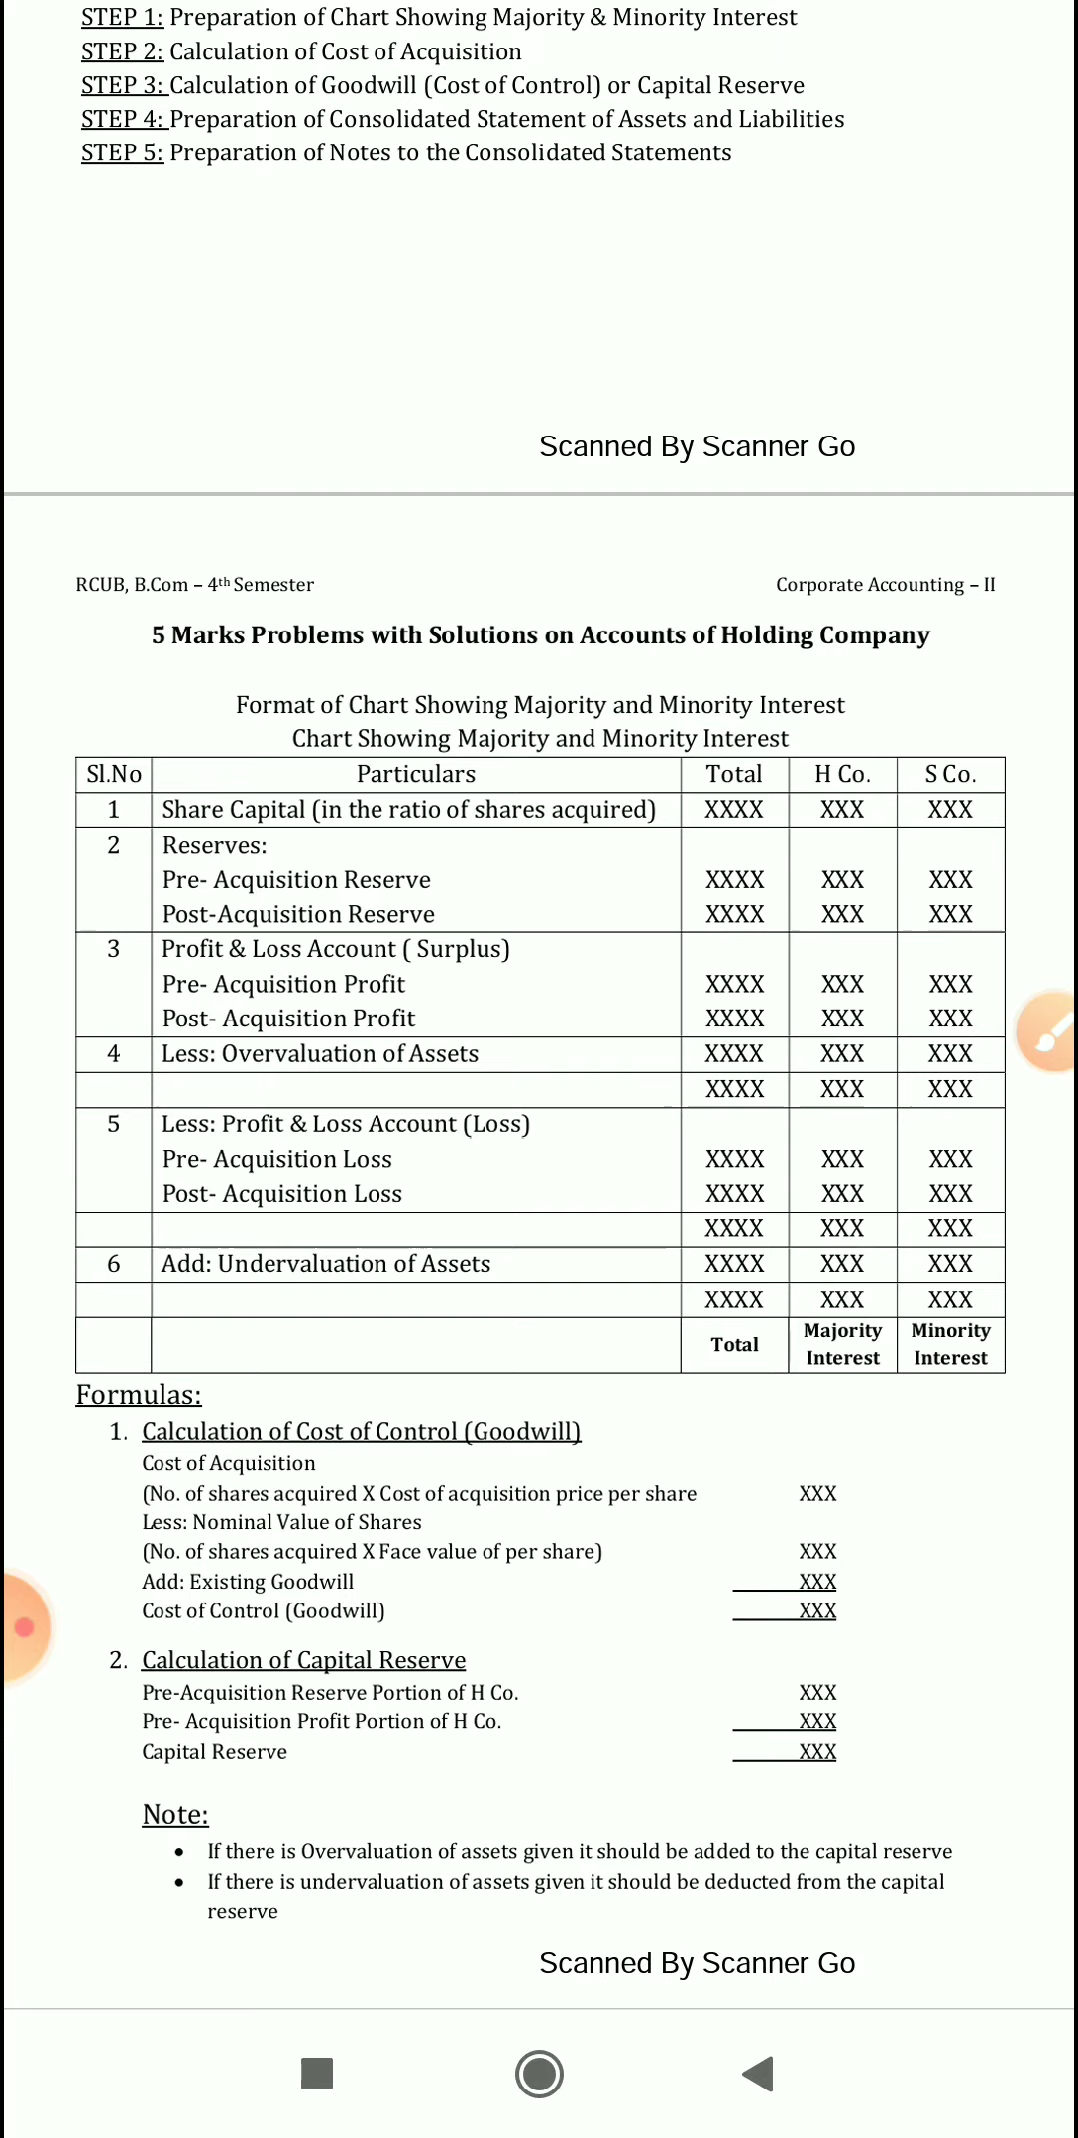 STEP 1: Preparation of Chart Showing Majority & Minority Interest
STEP 2: Calculation of Cost of Acquisition
STEP 3: Calculation of Goodwill (Cost of Control) or Capital Reserve
STEP 4: Preparation of Consolidated Statement of Assets and Liabilities
STEP 5: Preparation of Notes to the Consolidated Statements
Scanned By Scanner Go
RCUB, B.Com – 4th Semester Corporate Accounting – II
5 Marks Problems with Solutions on Accounts of Holding Company
Format of Chart Showing Majority and Minority Interest
Chart Showing Majority and Minority Interest
Sl.No Particulars Total H Co. S Co.
1 Share Capital (in the ratio of shares acquired) XXXX XXX XXX
2 Reserves:
Pre- Acquisition Reserve XXXX XXX XXX
Post-Acquisition Reserve XXXX XXX XXX
3 Profit & Loss Account ( Surplus)
Pre- Acquisition Profit XXXX XXX XXX
Post- Acquisition Profit XXXX XXX XXX
4 Less: Overvaluation of Assets XXXX XXX XXX
XXXX XXX XXX
5 Less: Profit & Loss Account (Loss)
Pre- Acquisition Loss XXXX XXX XXX
Post- Acquisition Loss XXXX XXX XXX
XXXX XXX XXX
6 Add: Undervaluation of Assets XXXX XXX XXX
XXXX XXX XXX
Total Majority Interest Minority Interest
Formulas:
1. Calculation of Cost of Control (Goodwill)
Cost of Acquisition
(No. of shares acquired X Cost of acquisition price per share XXX
Less: Nominal Value of Shares
(No. of shares acquired X Face value of per share) XXX
Add: Existing Goodwill XXX
Cost of Control (Goodwill) XXX
2. Calculation of Capital Reserve
Pre-Acquisition Reserve Portion of H Co. XXX
Pre- Acquisition Profit Portion of H Co. XXX
Capital Reserve XXX
Note:
• If there is Overvaluation of assets given it should be added to the capital reserve
• If there is undervaluation of assets given it should be deducted from the capital
reserve
Scanned By Scanner Go